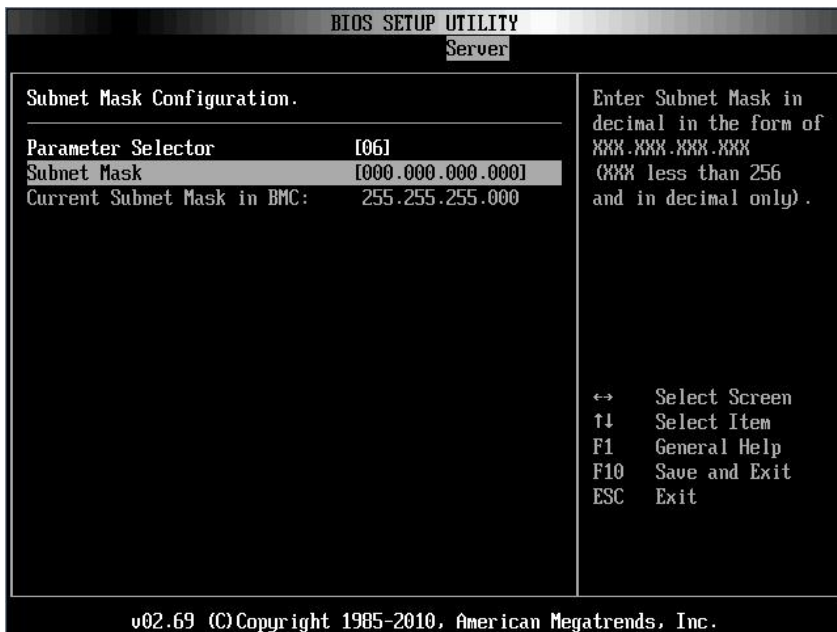 BIOS SETUP UTILITY
Server
Subnet Mask Configuration.
Parameter Selector [06]
Subnet Mask [000.000.000.000]
Current Subnet Mask in BMC: 255.255.255.000
Enter Subnet Mask in
decimal in the form of
XXX.XXX.XXX.XXX
(XXX less than 256
and in decimal only).
↔ Select Screen
↑↓ Select Item
F1 General Help
F10 Save and Exit
ESC Exit
v02.69 (C)Copyright 1985-2010, American Megatrends, Inc.